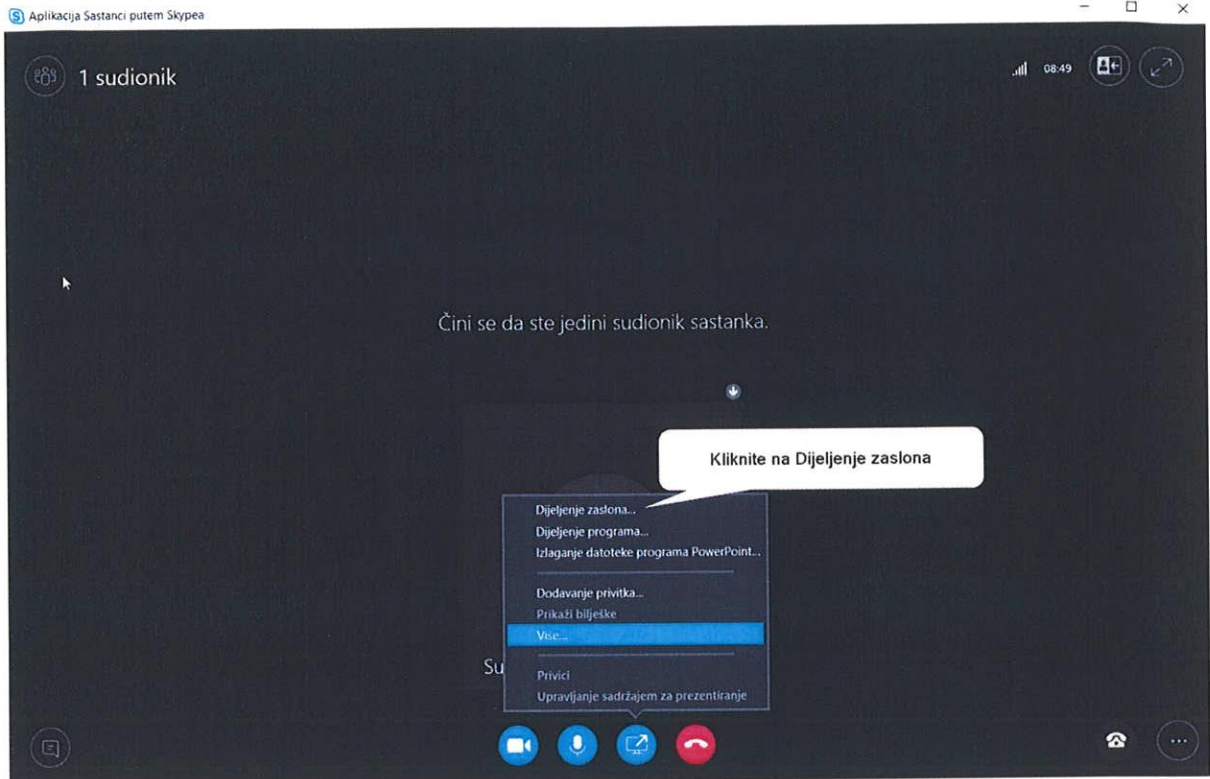 Aplikacija Sastanci putem Skypea
1 sudionik
08:49
Čini se da ste jedini sudionik sastanka.
Kliknite na Dijeljenje zaslona
Dijeljenje zaslona...
Dijeljenje programa...
Izlaganje datoteke programa PowerPoint...
Dodavanje privitka...
Prikaži bilješke
Više...
Su
Privici
Upravljanje sadržajem za prezentiranje